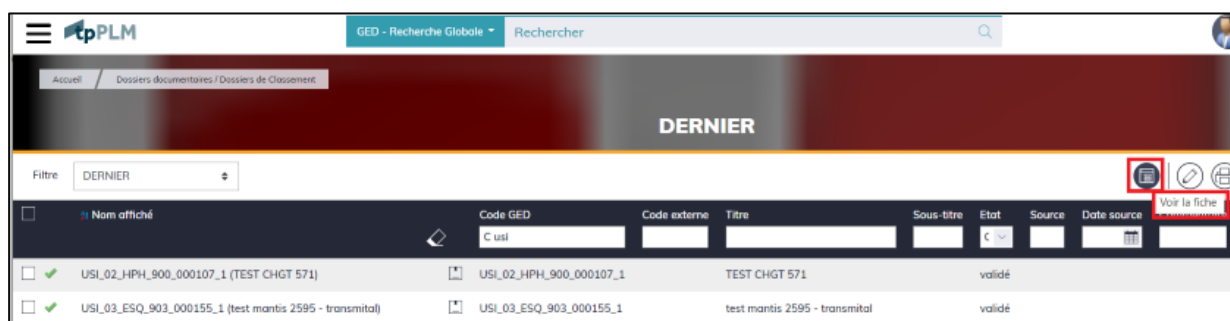 tpPLM GED - Recherche Globale Rechercher
Accueil / Dossiers documentaires / Dossiers de Classement
DERNIER
Filtre DERNIER
Voir la fiche
Nom affiché Code GED Code externe Titre Sous-titre Etat Source Date source
C usi C
USI_02_HPH_900_000107_1 (TEST CHGT 571) USI_02_HPH_900_000107_1 TEST CHGT 571 validé
USI_03_ESQ_903_000155_1 (test mantis 2595 - transmital) USI_03_ESQ_903_000155_1 test mantis 2595 - transmital validé